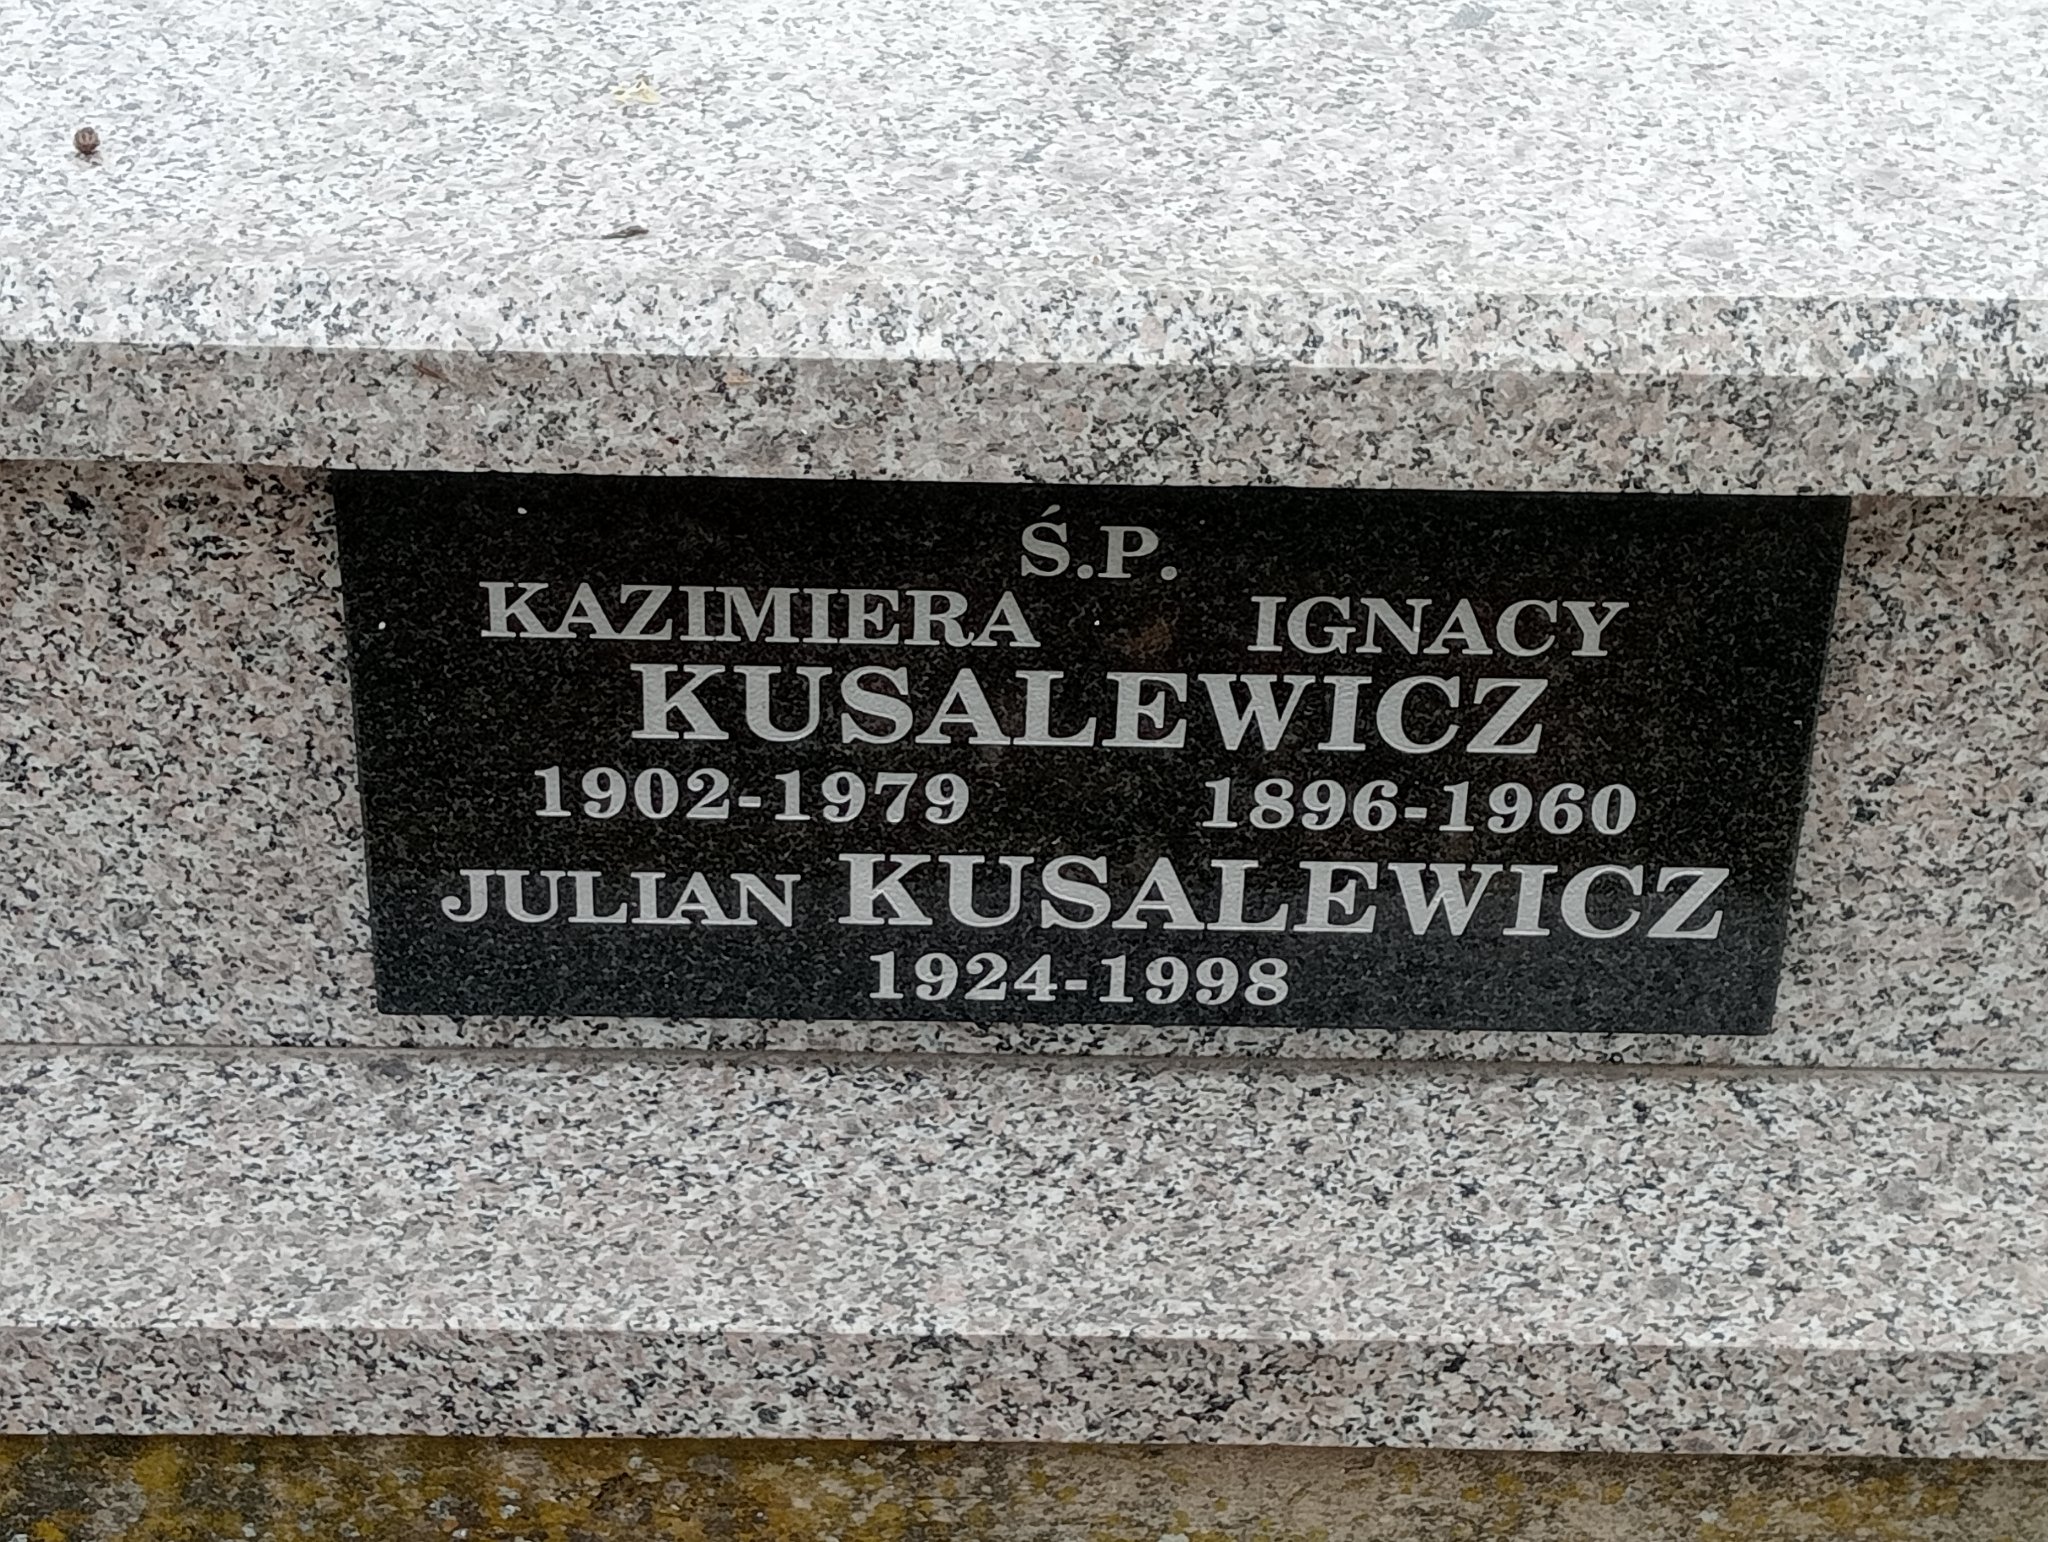 Ś.P.
KAZIMIERA IGNACY
KUSALEWICZ
1902-1979 1896-1960
JULIAN KUSALEWICZ
1924-1998